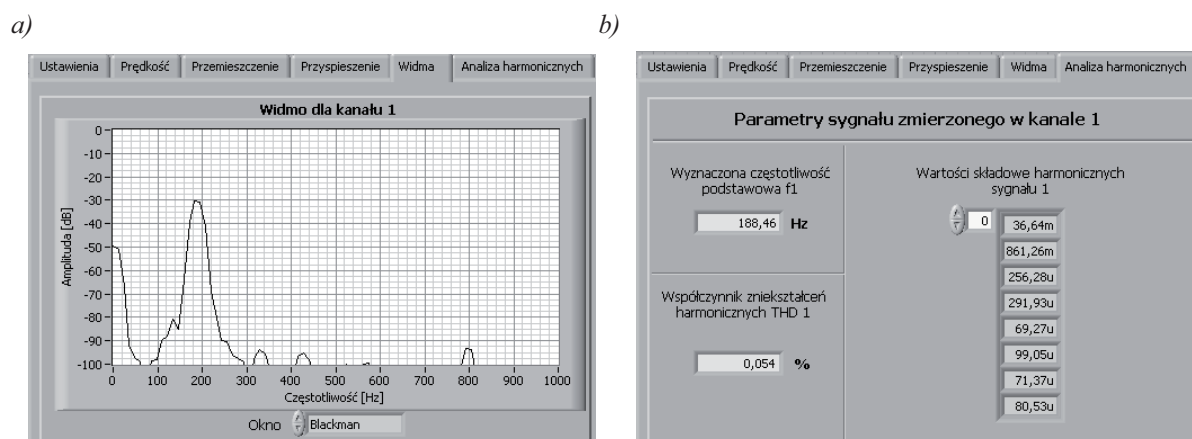 a)
Ustawienia Prędkość Przemieszczenie Przyspieszenie Widma Analiza harmonicznych
Widmo dla kanału 1
Amplituda [dB]
0
-10
-20
-30
-40
-50
-60
-70
-80
-90
-100
0 100 200 300 400 500 600 700 800 900 1000
Częstotliwość [Hz]
Okno Blackman
b)
Ustawienia Prędkość Przemieszczenie Przyspieszenie Widma Analiza harmonicznych
Parametry sygnału zmierzonego w kanale 1
Wyznaczona częstotliwość
podstawowa f1
188,46 Hz
Współczynnik zniekształceń
harmonicznych THD 1
0,054 %
Wartości składowe harmonicznych
sygnału 1
0
36,64m
861,26m
256,28u
291,93u
69,27u
99,05u
71,37u
80,53u